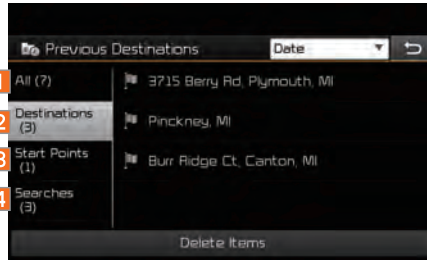 Previous Destinations Date
1 All (7)
3715 Berry Rd, Plymouth, MI
2 Destinations
(3)
Pinckney, MI
3 Start Points
(1)
Burr Ridge Ct, Canton, MI
4 Searches
(3)
Delete Items